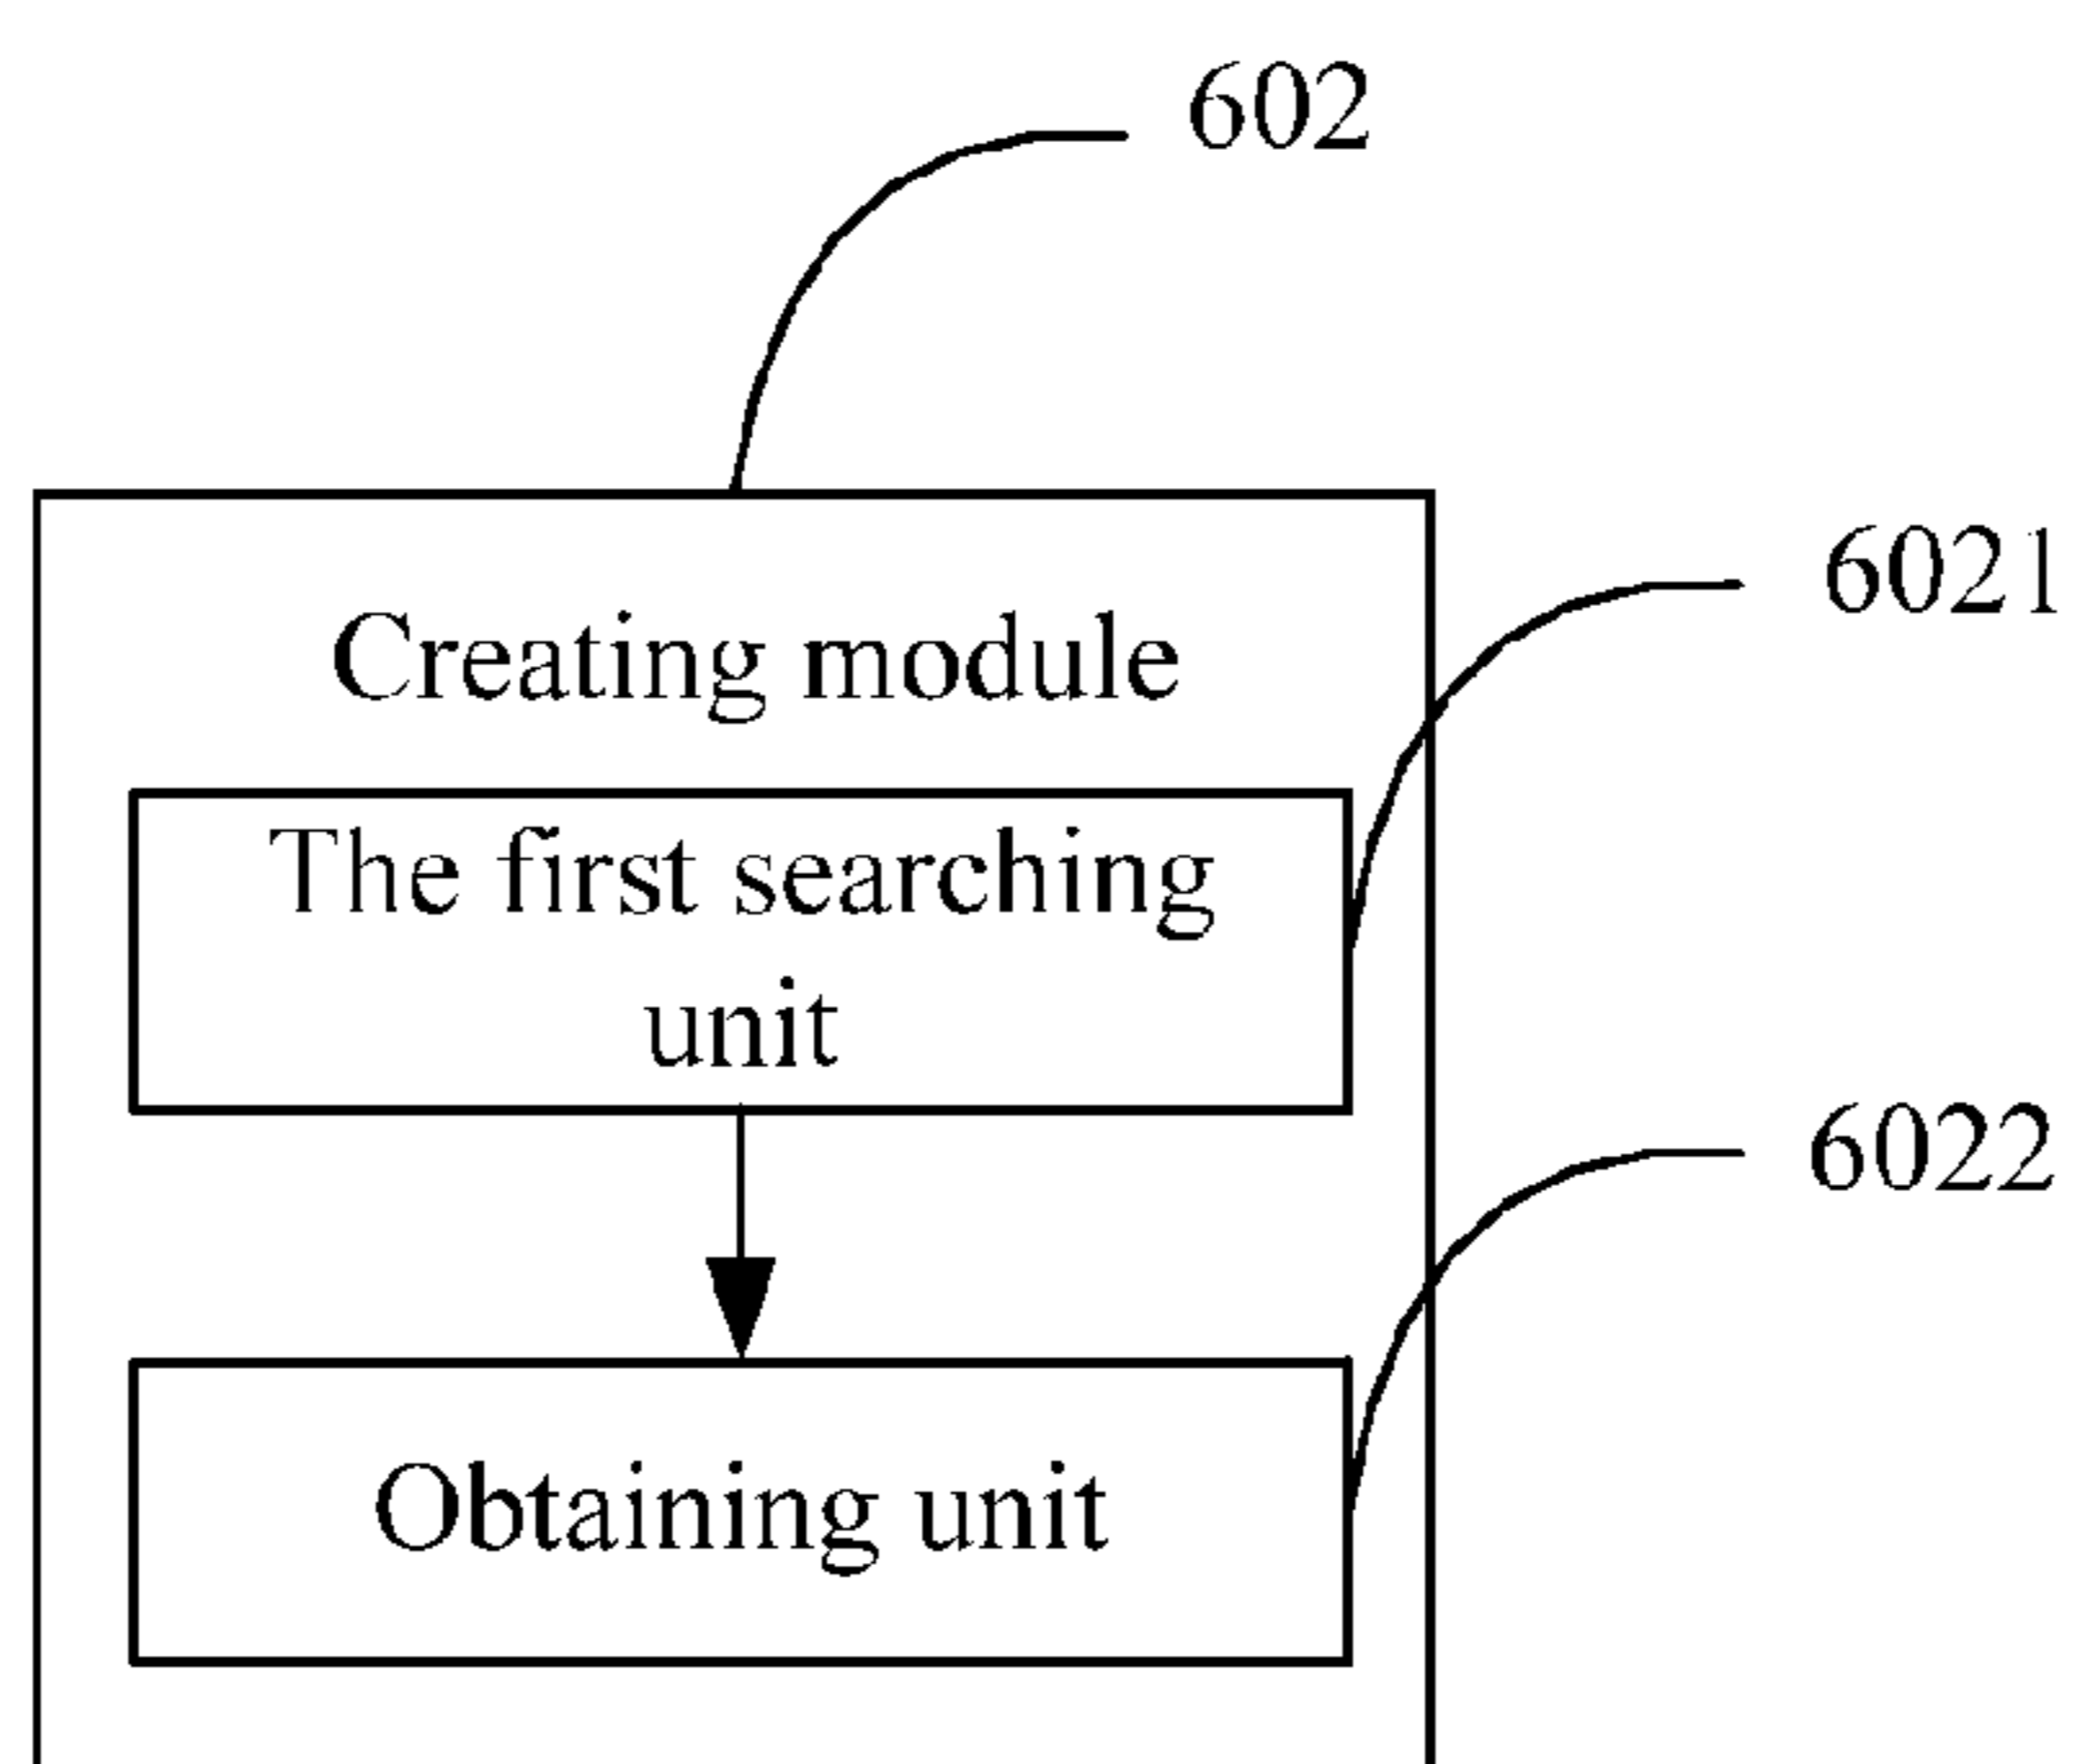 602
6021
Creating module
The first searching
unit
6022
Obtaining unit